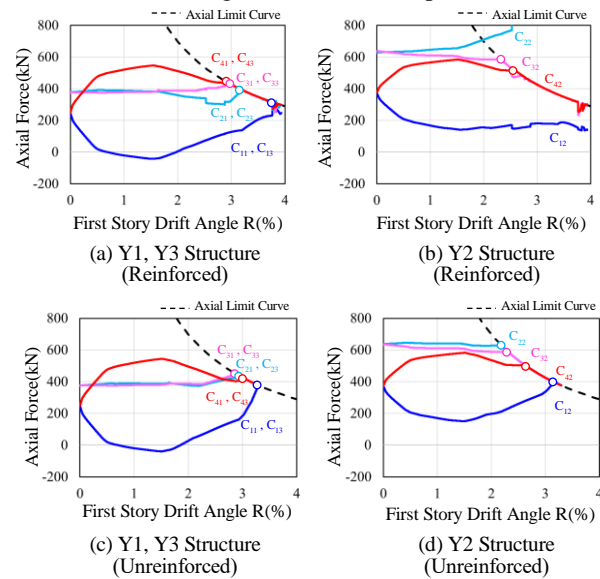 Axial Limit Curve
Axial Force(kN)
800
600
400
200
0
-200
0 1 2 3 4
C41 , C43
C31 , C33
C21 , C23
C11 , C13
First Story Drift Angle R(%)
(a) Y1, Y3 Structure
(Reinforced)
Axial Limit Curve
Axial Force(kN)
800
600
400
200
0
-200
0 1 2 3 4
C22
C32
C42
C12
First Story Drift Angle R(%)
(b) Y2 Structure
(Reinforced)
Axial Limit Curve
Axial Force(kN)
800
600
400
200
0
-200
0 1 2 3 4
C31 , C33
C21 , C23
C41 , C43
C11 , C13
First Story Drift Angle R(%)
(c) Y1, Y3 Structure
(Unreinforced)
Axial Limit Curve
Axial Force(kN)
800
600
400
200
0
-200
0 1 2 3 4
C22
C32
C42
C12
First Story Drift Angle R(%)
(d) Y2 Structure
(Unreinforced)